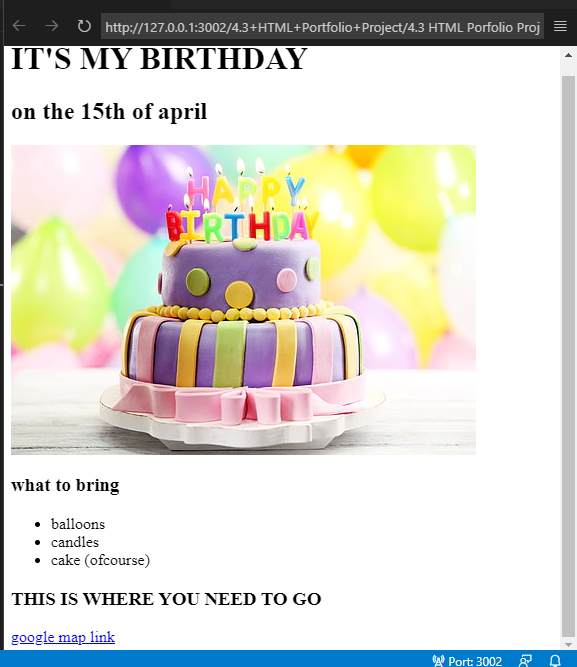 http://127.0.0.1:3002/4.3+HTML+Portfolio+Project/4.3 HTML Porfolio Proj
IT'S MY BIRTHDAY
on the 15th of april
HAPPY
BIRTHDAY
what to bring
balloons
candles
cake (ofcourse)
THIS IS WHERE YOU NEED TO GO
google map link
Port: 3002